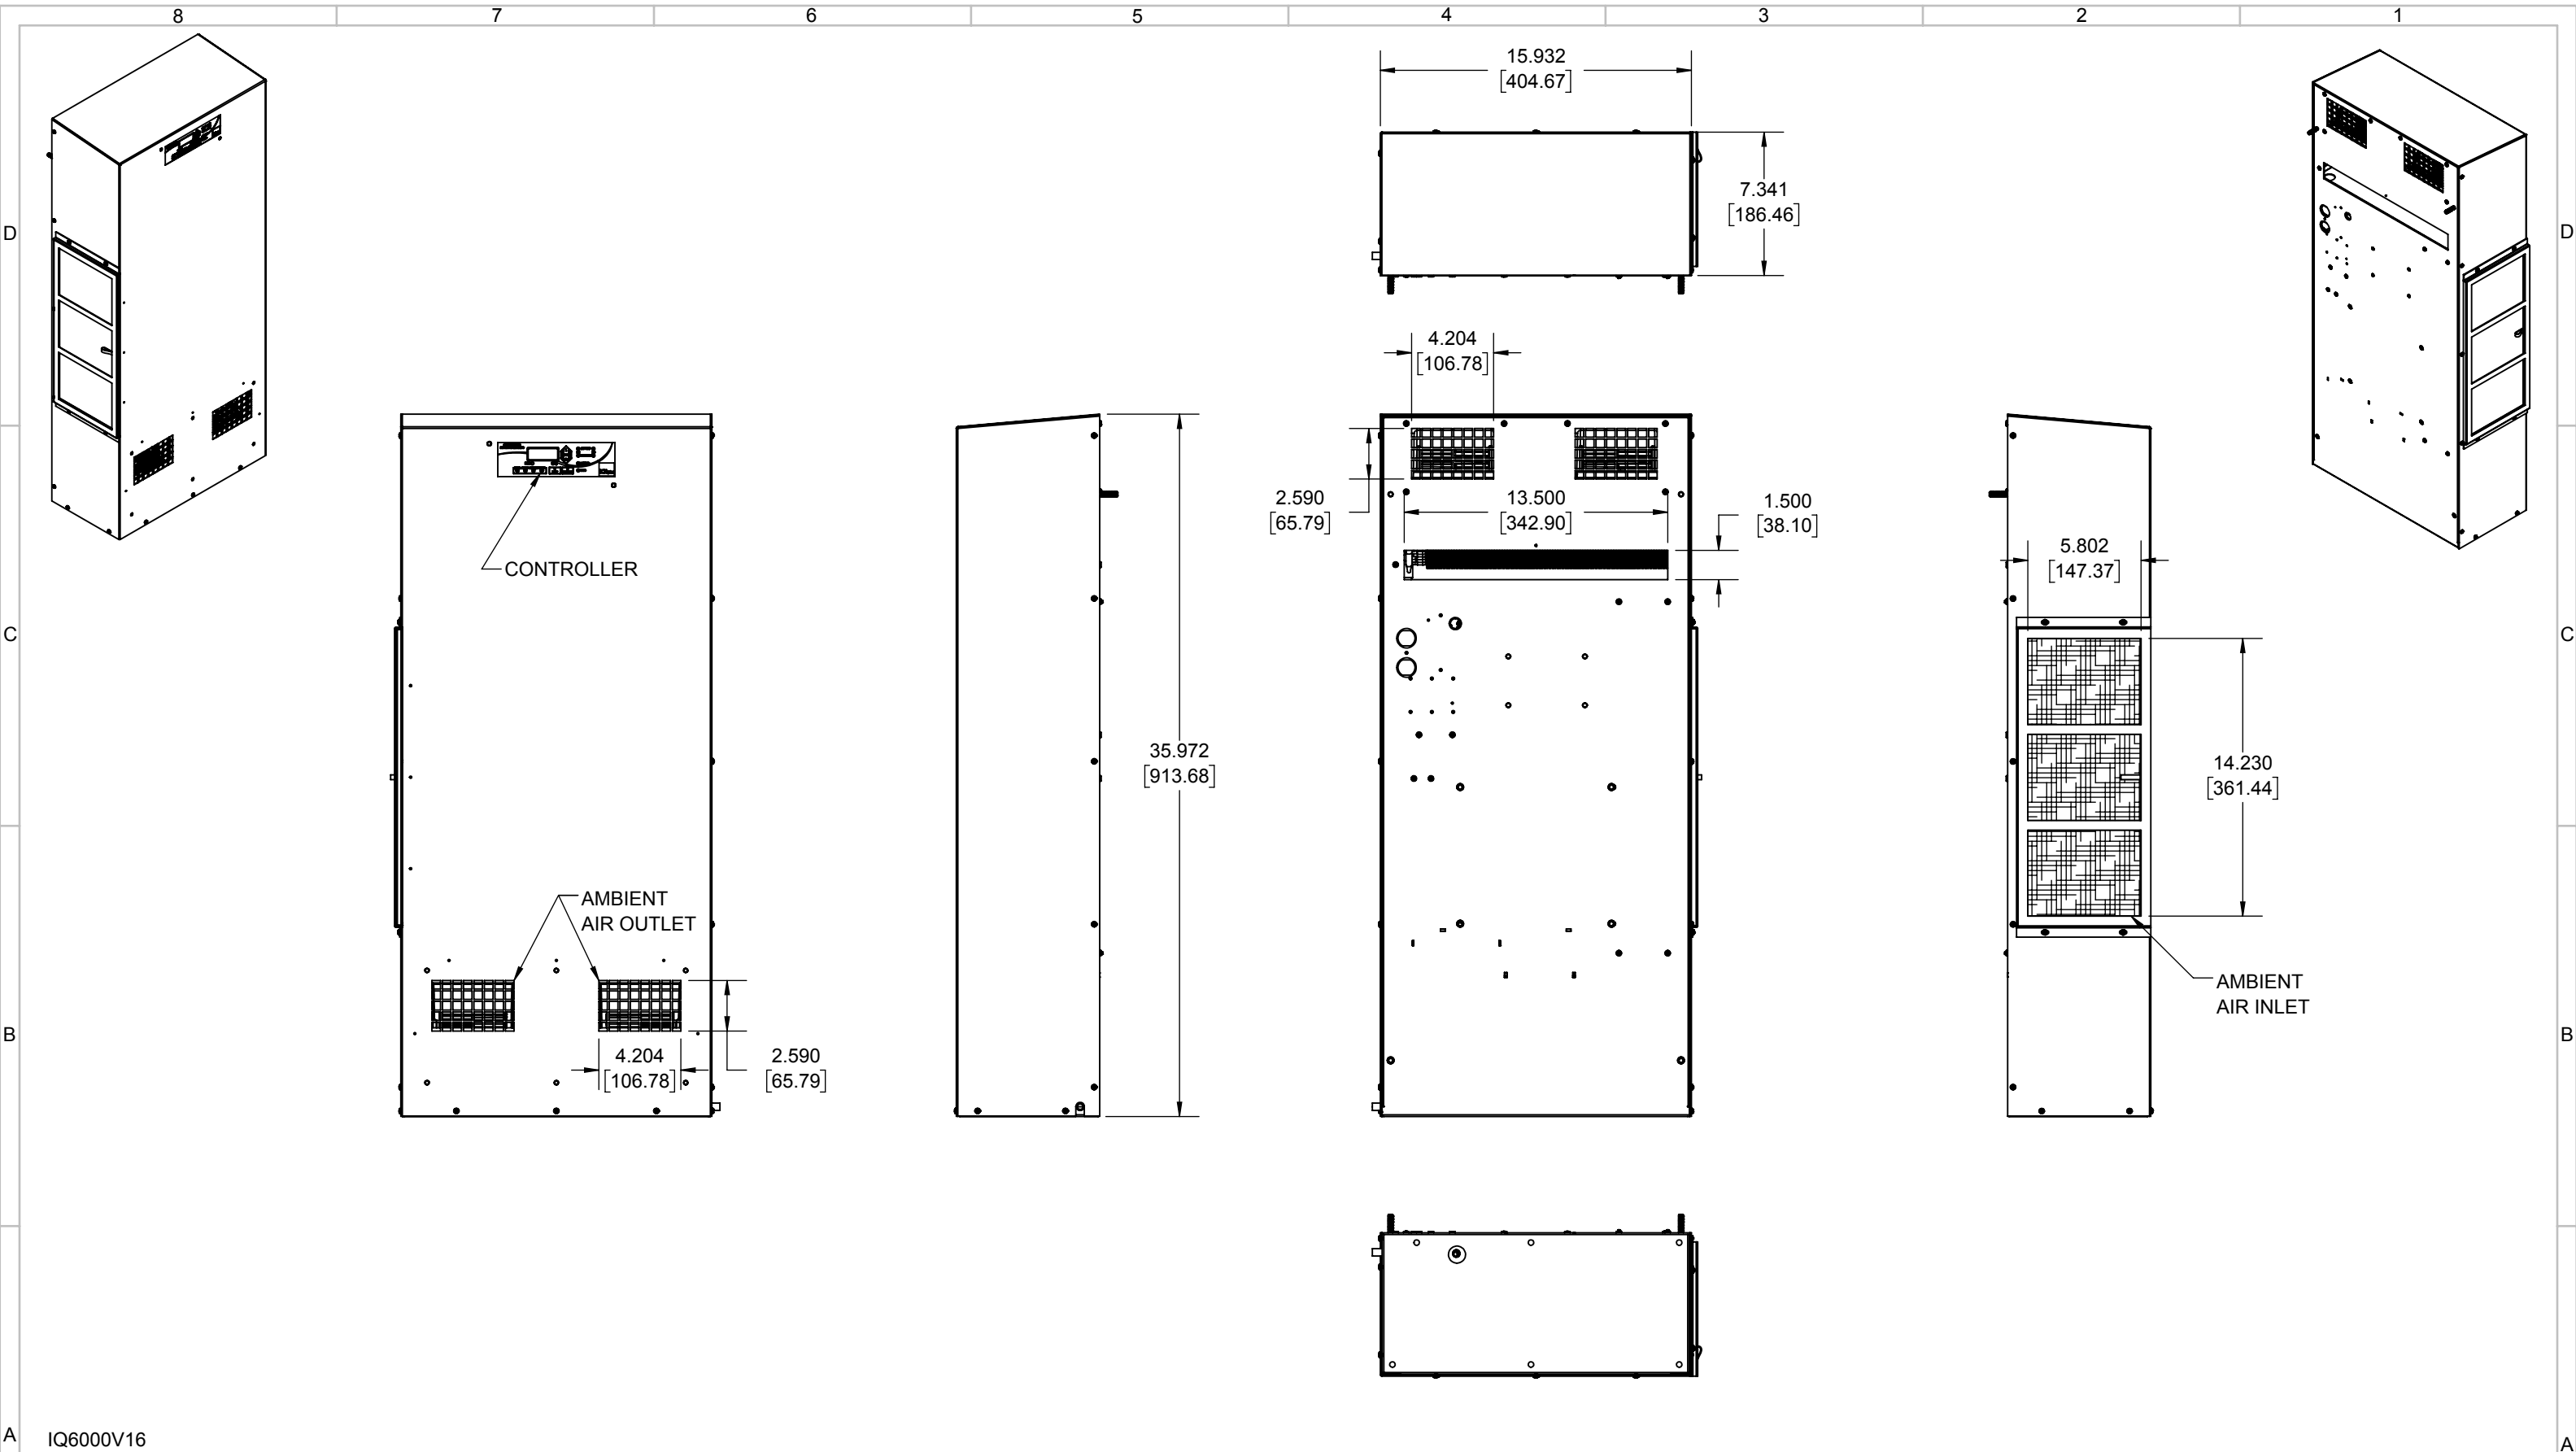 8 7 6 5 4 3 2 1
15.932
[404.67]
7.341
[186.46]
D D
4.204
[106.78]
2.590
[65.79]
13.500
[342.90]
1.500
[38.10]
5.802
[147.37]
CONTROLLER
C C
35.972
[913.68]
14.230
[361.44]
AMBIENT
AIR OUTLET
AMBIENT
AIR INLET
B B
4.204
[106.78]
2.590
[65.79]
A A
IQ6000V16